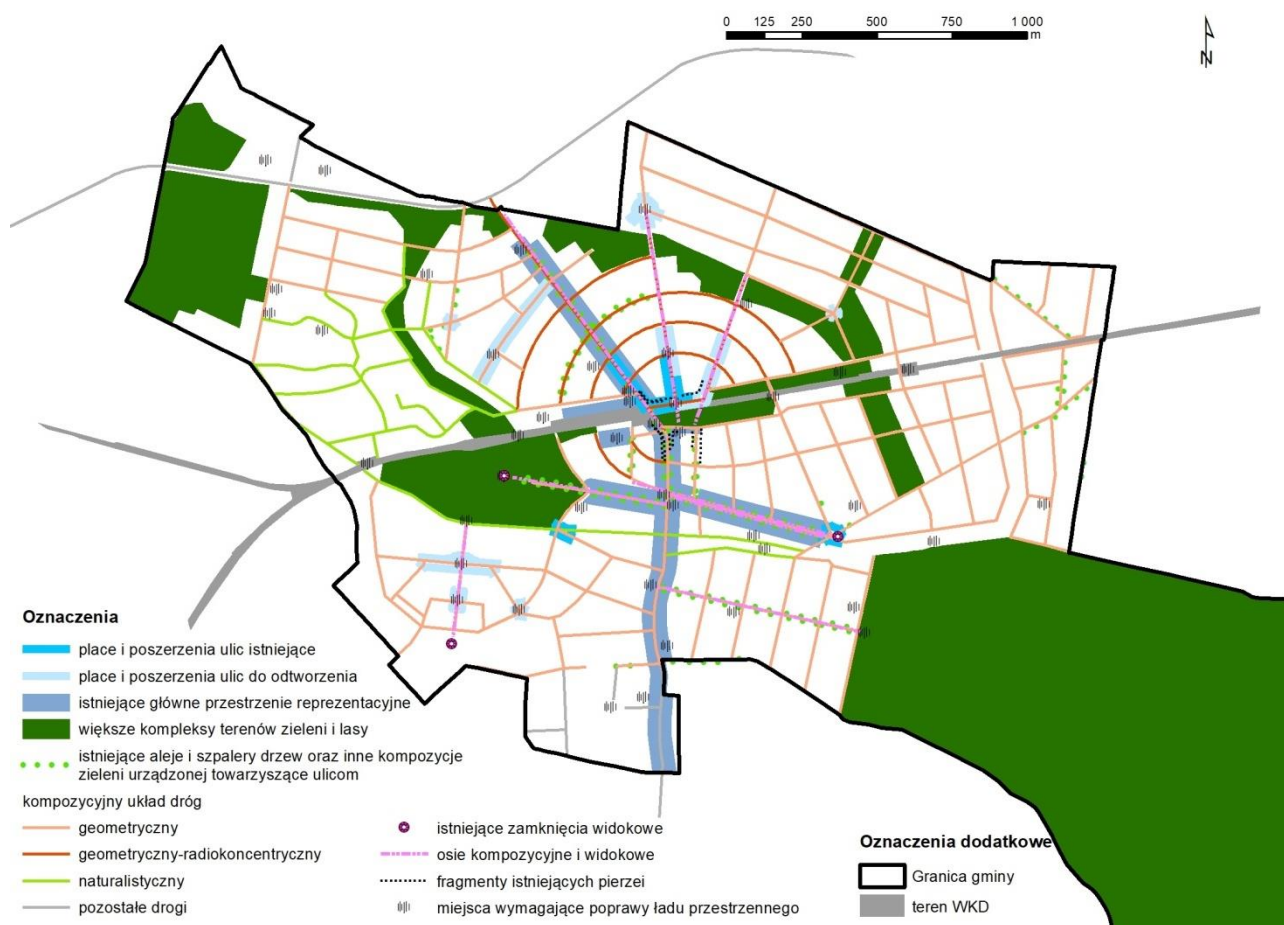 0 125 250 500 750 1 000
m
N
Oznaczenia
place i poszerzenia ulic istniejące
place i poszerzenia ulic do odtworzenia
istniejące główne przestrzenie reprezentacyjne
większe kompleksy terenów zieleni i lasy
istniejące aleje i szpalery drzew oraz inne kompozycje
zieleni urządzonej towarzyszące ulicom
kompozycyjny układ dróg
geometryczny
geometryczny-radiokoncentryczny
naturalistyczny
pozostałe drogi
istniejące zamknięcia widokowe
osie kompozycyjne i widokowe
fragmenty istniejących pierzei
miejsca wymagające poprawy ładu przestrzennego
Oznaczenia dodatkowe
Granica gminy
teren WKD